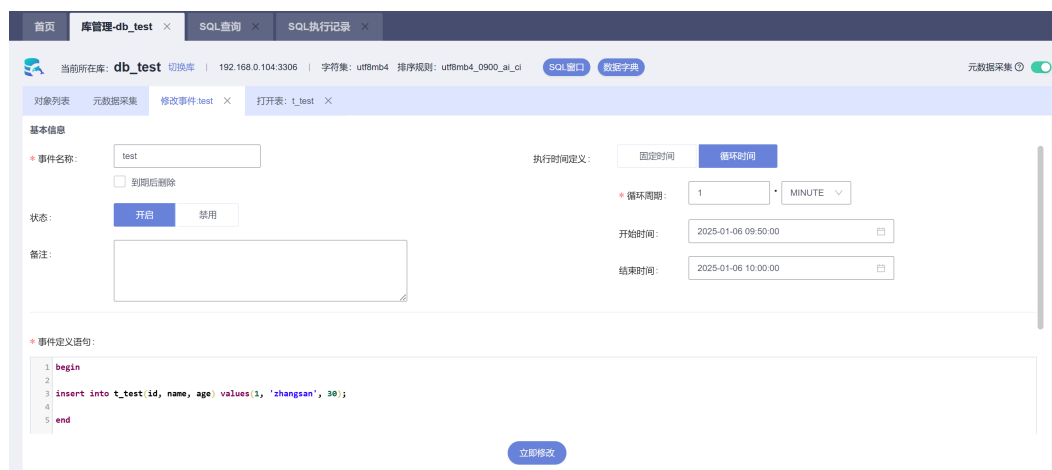 首页 库管理-db_test × SQL查询 × SQL执行记录 ×
当前所在库: db_test 切换库 | 192.168.0.104:3306 | 字符集: utf8mb4 排序规则: utf8mb4_0900_ai_ci SQL窗口 数据字典 元数据采集
对象列表 元数据采集 修改事件:test × 打开表: t_test ×
基本信息
* 事件名称: test 执行时间定义: 固定时间 循环时间
到期后删除
* 循环周期: 1 MINUTE
状态: 开启 禁用
开始时间: 2025-01-06 09:50:00
备注:
结束时间: 2025-01-06 10:00:00
* 事件定义语句:
1 begin
2
3 insert into t_test(id, name, age) values(1, 'zhangsan', 30);
4
5 end
立即修改